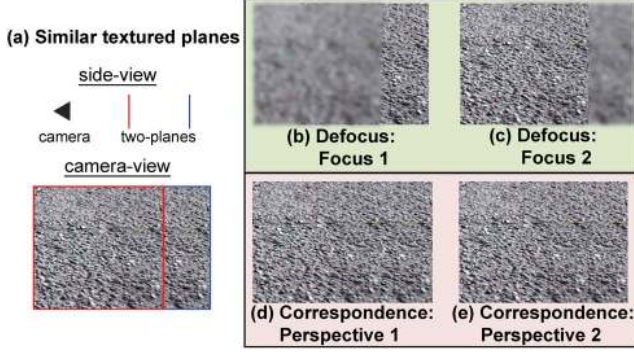 (a) Similar textured planes
side-view
camera
two-planes
camera-view
(b) Defocus:
Focus 1
(c) Defocus:
Focus 2
(d) Correspondence:
Perspective 1
(e) Correspondence:
Perspective 2